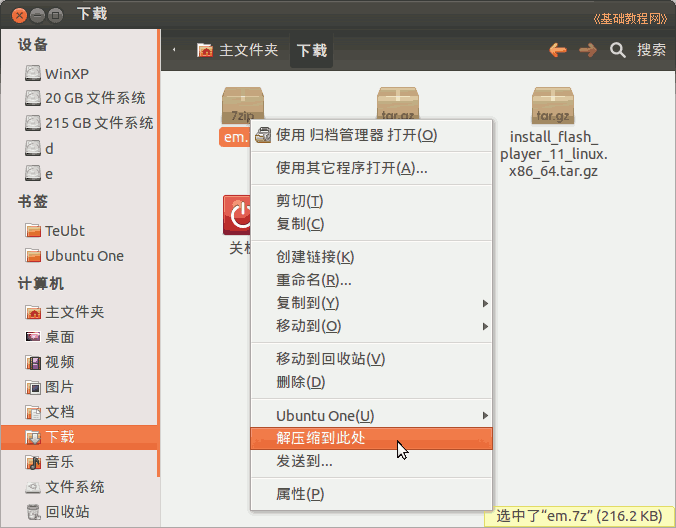 下载
《基础教程网》
主文件夹
下载
搜索
设备
WinXP
20 GB 文件系统
215 GB 文件系统
d
e
书签
TeUbt
Ubuntu One
计算机
主文件夹
桌面
视频
图片
文档
下载
音乐
文件系统
回收站
7zip
em.
tar.gz
tar.gz
install_flash_
player_11_linux.
x86_64.tar.gz
使用 归档管理器 打开(O)
使用其它程序打开(A)...
剪切(T)
复制(C)
创建链接(K)
重命名(R)...
复制到(Y)
移动到(O)
移动到回收站(V)
删除(D)
Ubuntu One(U)
解压缩到此处
发送到...
属性(P)
选中了“em.7z” (216.2 KB)